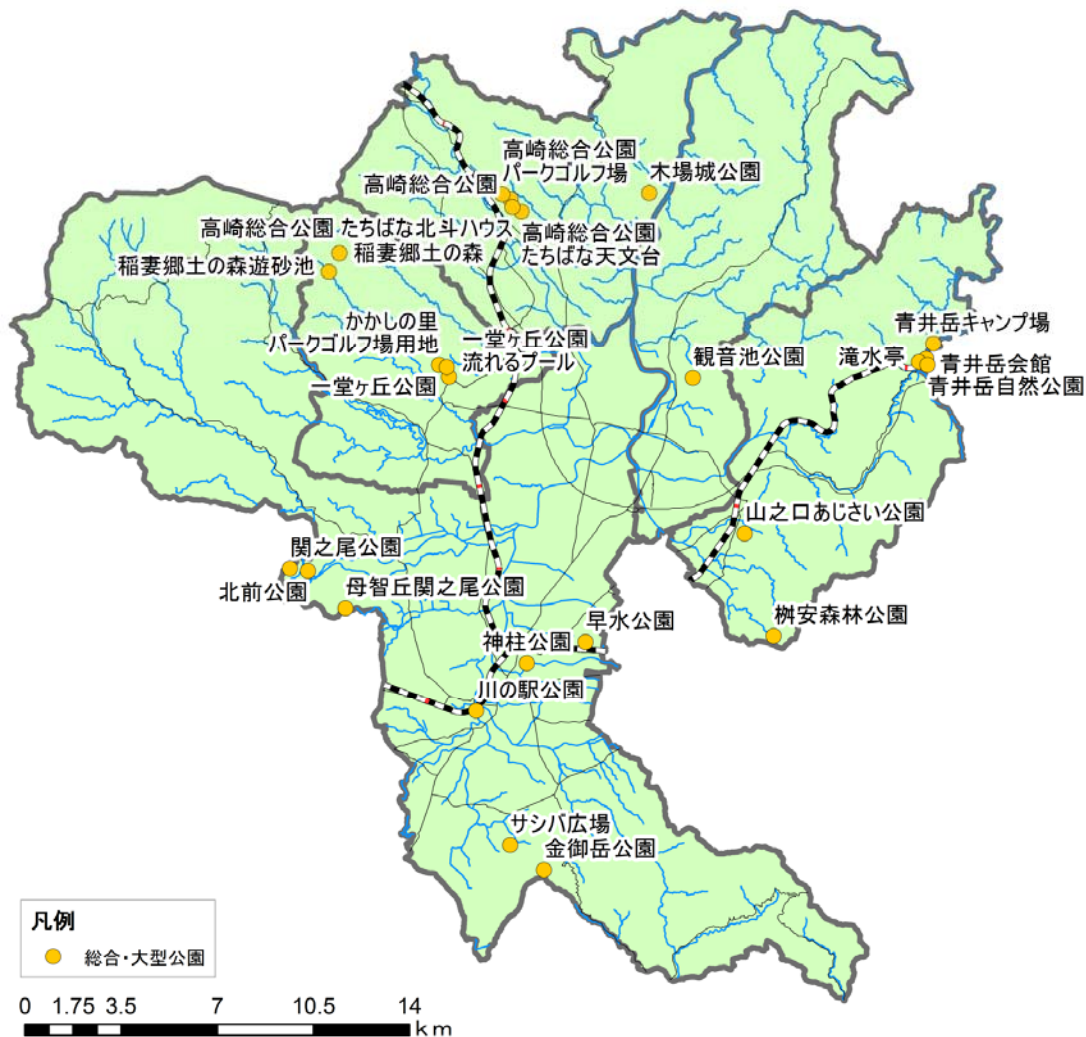 高崎総合公園
パークゴルフ場
木場城公園
高崎総合公園
高崎総合公園 たちばな北斗ハウス
高崎総合公園
たちばな天文台
稲妻郷土の森
稲妻郷土の森遊砂池
かかしの里
パークゴルフ場用地
一堂ヶ丘公園
流れるプール
一堂ヶ丘公園
観音池公園
青井岳キャンプ場
滝水亭
青井岳会館
青井岳自然公園
山之口あじさい公園
関之尾公園
北前公園
母智丘関之尾公園
早水公園
桝安森林公園
神柱公園
川の駅公園
サシバ広場
金御岳公園
凡例
総合・大型公園
0 1.75 3.5 7 10.5 14
km